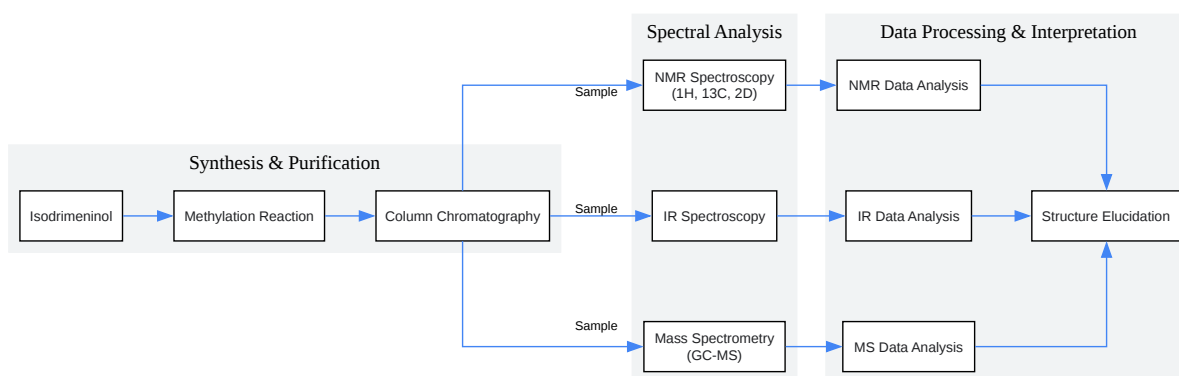 Spectral Analysis
Data Processing & Interpretation
NMR Spectroscopy
(1H, 13C, 2D)
NMR Data Analysis
Sample
Synthesis & Purification
Isodrimeninol
Methylation Reaction
Column Chromatography
Sample
IR Spectroscopy
IR Data Analysis
Structure Elucidation
Sample
Mass Spectrometry
(GC-MS)
MS Data Analysis